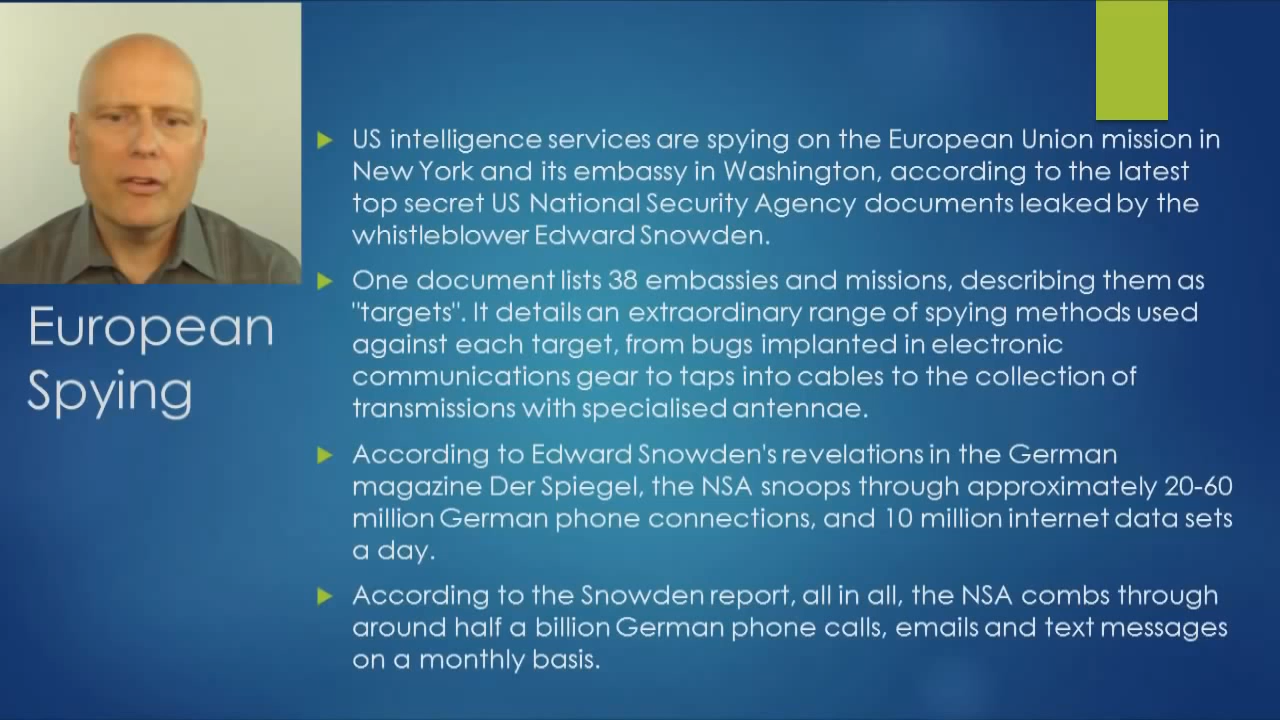 European
Spying
US intelligence services are spying on the European Union mission in
New York and its embassy in Washington, according to the latest
top secret US National Security Agency documents leaked by the
whistleblower Edward Snowden.
One document lists 38 embassies and missions, describing them as
"targets". It details an extraordinary range of spying methods used
against each target, from bugs implanted in electronic
communications gear to taps into cables to the collection of
transmissions with specialised antennae.
According to Edward Snowden's revelations in the German
magazine Der Spiegel, the NSA snoops through approximately 20-60
million German phone connections, and 10 million internet data sets
a day.
According to the Snowden report, all in all, the NSA combs through
around half a billion German phone calls, emails and text messages
on a monthly basis.